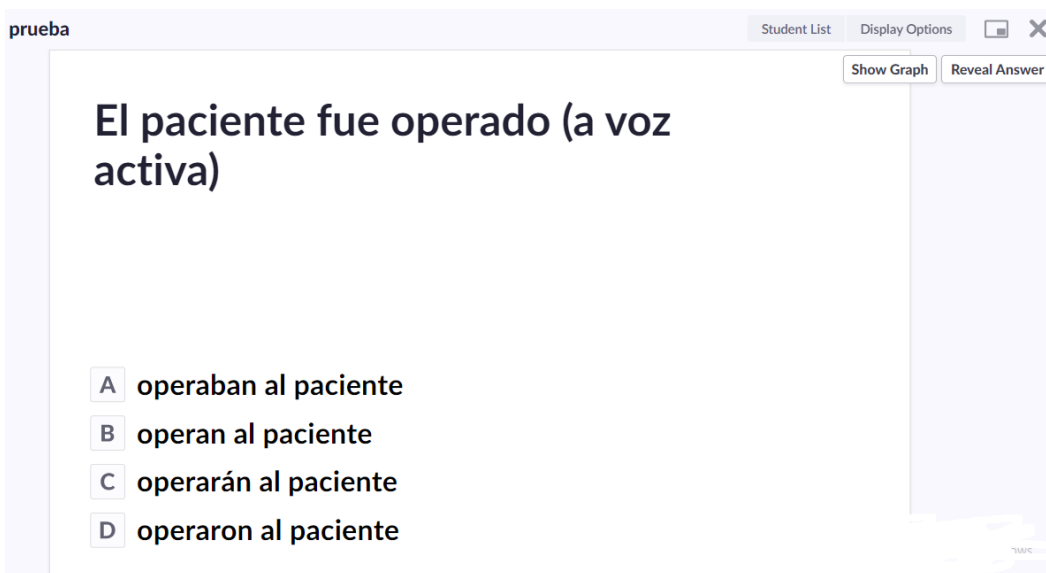 prueba
Student List
Display Options
Show Graph
Reveal Answer
El paciente fue operado (a voz
activa)
A operaban al paciente
B operan al paciente
C operarán al paciente
D operaron al paciente